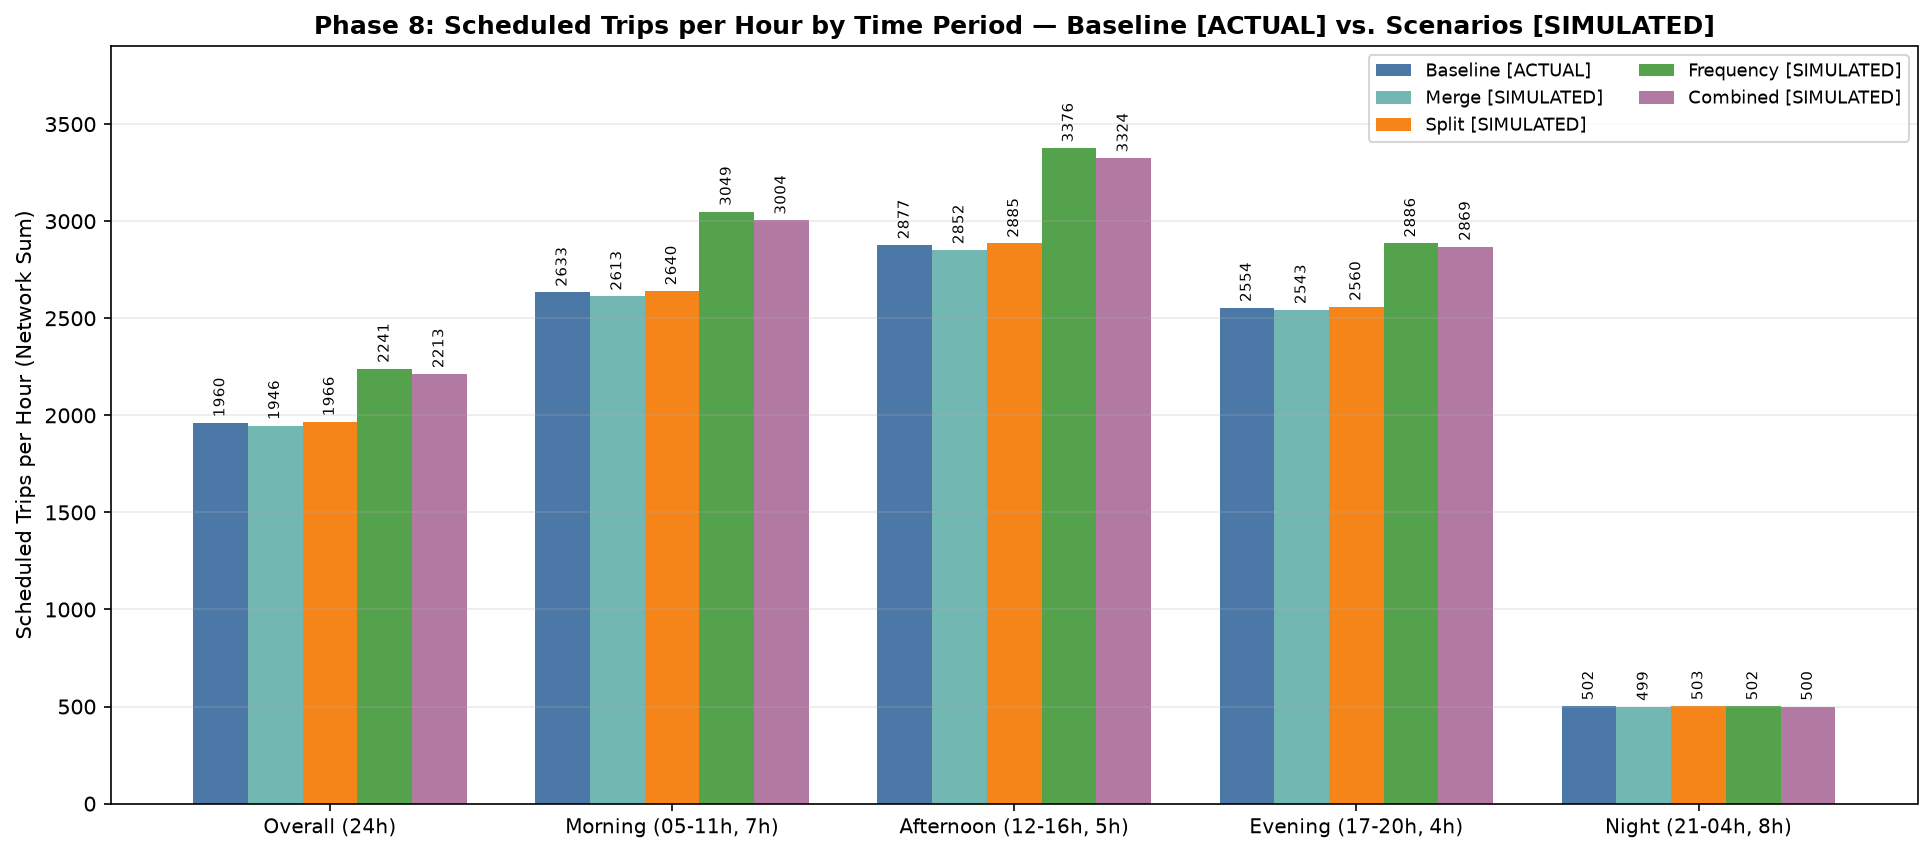 Phase 8: Scheduled Trips per Hour by Time Period — Baseline [ACTUAL] vs. Scenarios [SIMULATED]
Baseline [ACTUAL]
Merge [SIMULATED]
Split [SIMULATED]
Frequency [SIMULATED]
Combined [SIMULATED]
Scheduled Trips per Hour (Network Sum)
3500
3000
2500
2000
1500
1000
500
0
1960
1946
1966
2241
2213
2633
2613
2640
3049
3004
2877
2852
2885
3376
3324
2554
2543
2560
2886
2869
502
499
503
502
500
Overall (24h)
Morning (05-11h, 7h)
Afternoon (12-16h, 5h)
Evening (17-20h, 4h)
Night (21-04h, 8h)